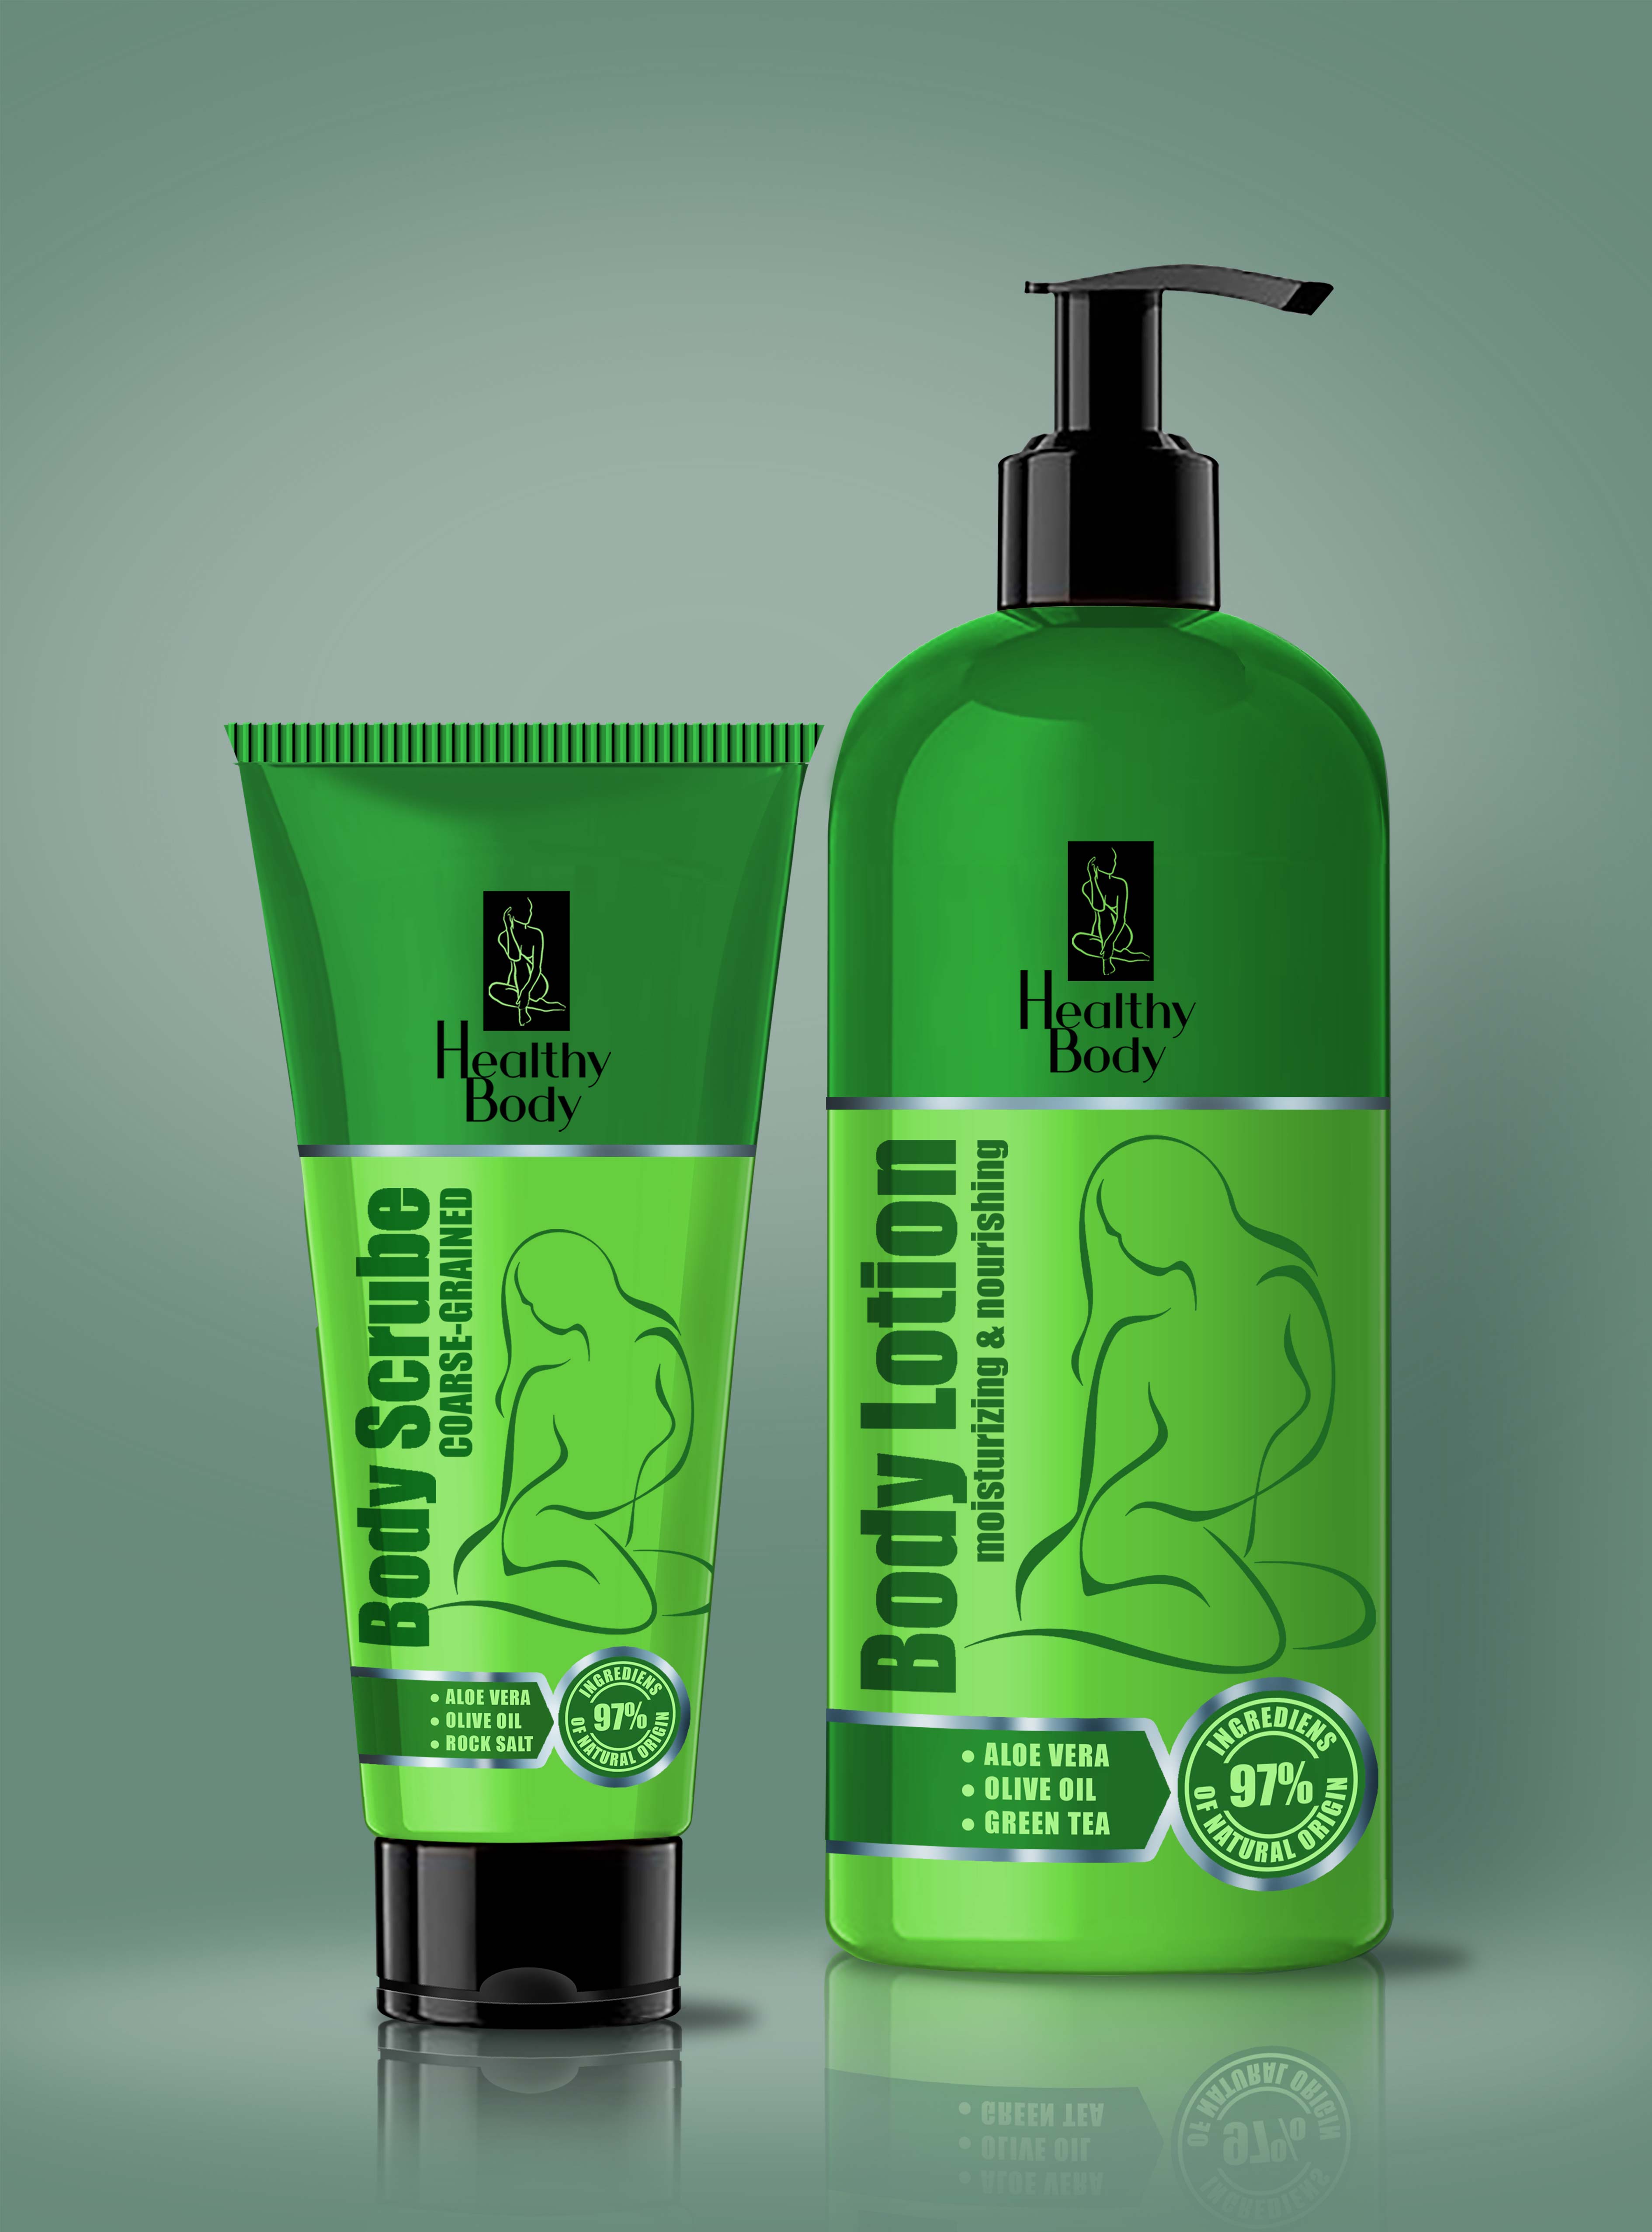 Healthy
Body
Body Scrube
COARSE-GRAINED
• ALOE VERA
• OLIVE OIL
• ROCK SALT
INGREDIENS
97%
OF NATURAL ORIGIN
Healthy
Body
Body Lotion
moisturizing & nourishing
• ALOE VERA
• OLIVE OIL
• GREEN TEA
INGREDIENS
97%
OF NATURAL ORIGIN